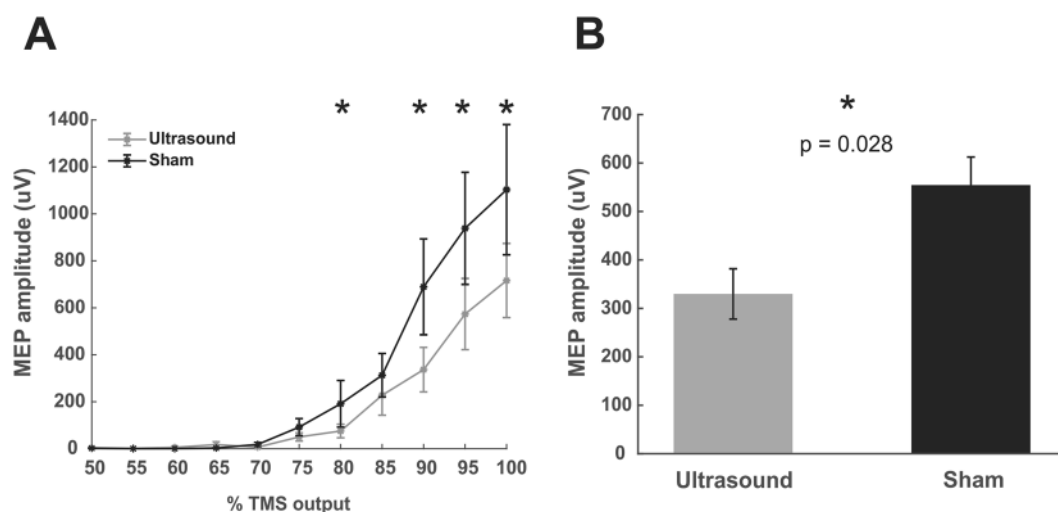 A
MEP amplitude (uV)
1400
1200
1000
800
600
400
200
0
Ultrasound
Sham
*
*
*
*
50 55 60 65 70 75 80 85 90 95 100
% TMS output
B
MEP amplitude (uV)
700
600
500
400
300
200
100
0
*
p = 0.028
Ultrasound Sham